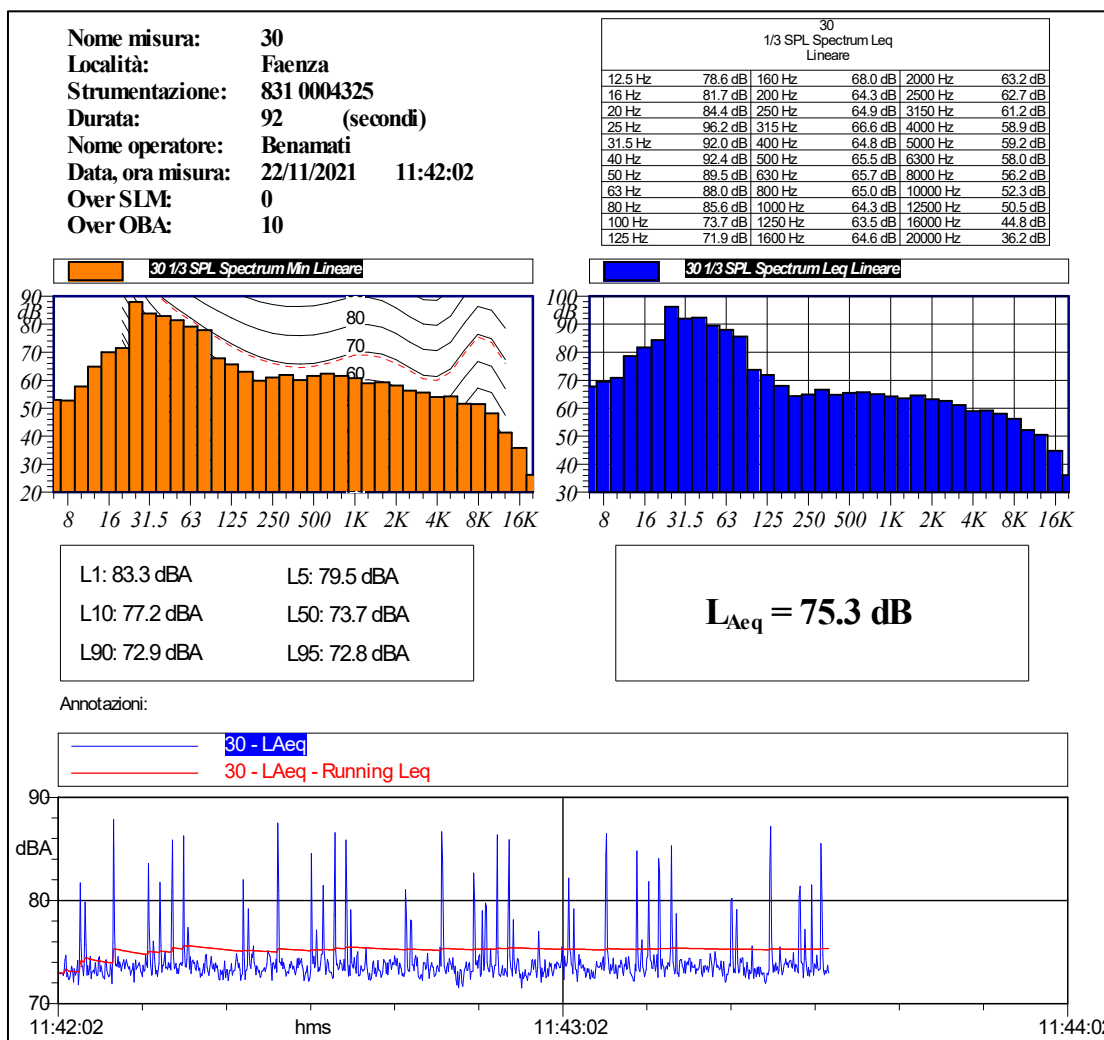 Nome misura: 30
Località: Faenza
Strumentazione: 831 0004325
Durata: 92 (secondi)
Nome operatore: Benamati
Data, ora misura: 22/11/2021 11:42:02
Over SLM: 0
Over OBA: 10
30
1/3 SPL Spectrum Leq
Lineare
12.5 Hz 78.6 dB 160 Hz 68.0 dB 2000 Hz 63.2 dB
16 Hz 81.7 dB 200 Hz 64.3 dB 2500 Hz 62.7 dB
20 Hz 84.4 dB 250 Hz 64.9 dB 3150 Hz 61.2 dB
25 Hz 96.2 dB 315 Hz 66.6 dB 4000 Hz 58.9 dB
31.5 Hz 92.0 dB 400 Hz 64.8 dB 5000 Hz 59.2 dB
40 Hz 92.4 dB 500 Hz 65.5 dB 6300 Hz 58.0 dB
50 Hz 89.5 dB 630 Hz 65.7 dB 8000 Hz 56.2 dB
63 Hz 88.0 dB 800 Hz 65.0 dB 10000 Hz 52.3 dB
80 Hz 85.6 dB 1000 Hz 64.3 dB 12500 Hz 50.5 dB
100 Hz 73.7 dB 1250 Hz 63.5 dB 16000 Hz 44.8 dB
125 Hz 71.9 dB 1600 Hz 64.6 dB 20000 Hz 36.2 dB
30 1/3 SPL Spectrum Min Lineare
90
dB
80
70
60
50
40
30
20
80
70
60
8 16 31.5 63 125 250 500 1K 2K 4K 8K 16K
30 1/3 SPL Spectrum Leq Lineare
100
dB
90
80
70
60
50
40
30
8 16 31.5 63 125 250 500 1K 2K 4K 8K 16K
L1: 83.3 dBA L5: 79.5 dBA
L10: 77.2 dBA L50: 73.7 dBA
L90: 72.9 dBA L95: 72.8 dBA
LAeq = 75.3 dB
Annotazioni:
30 - LAeq
30 - LAeq - Running Leq
90
dBA
80
70
11:42:02 hms 11:43:02 11:44:02